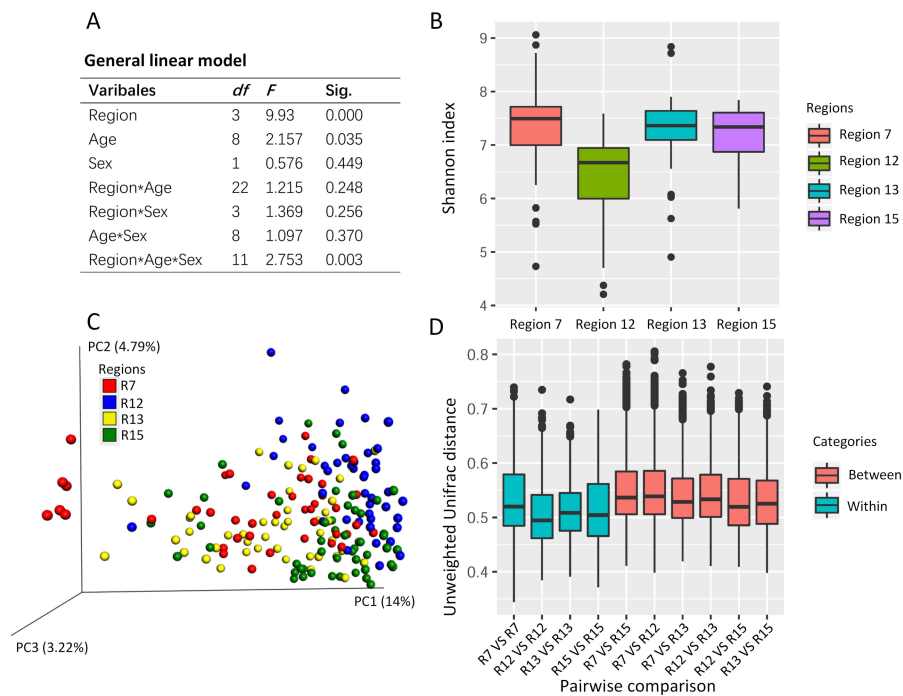 A
General linear model
Varibales df F Sig.
Region 3 9.93 0.000
Age 8 2.157 0.035
Sex 1 0.576 0.449
Region*Age 22 1.215 0.248
Region*Sex 3 1.369 0.256
Age*Sex 8 1.097 0.370
Region*Age*Sex 11 2.753 0.003
B
Shannon index
9
8
7
6
5
4
Region 7 Region 12 Region 13 Region 15
Regions
Region 7
Region 12
Region 13
Region 15
C
PC2 (4.79%)
Regions
R7
R12
R13
R15
PC1 (14%)
PC3 (3.22%)
D
Unweighted Unifrac distance
0.8
0.7
0.6
0.5
0.4
R7 VS R7
R12 VS R12
R13 VS R13
R15 VS R15
R7 VS R15
R7 VS R12
R7 VS R13
R12 VS R13
R12 VS R15
R13 VS R15
Pairwise comparison
Categories
Between
Within